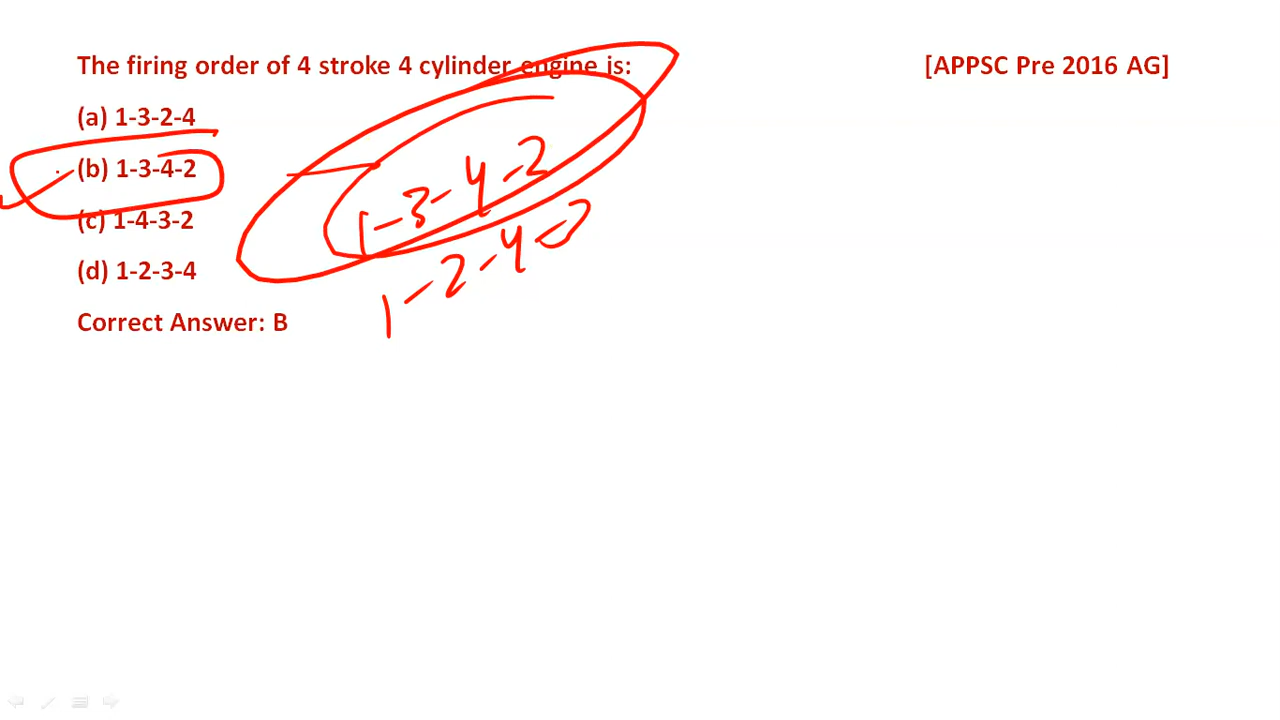 The firing order of 4 stroke 4 cylinder engine is: [APPSC Pre 2016 AG]
(a) 1-3-2-4
(b) 1-3-4-2
(c) 1-4-3-2
(d) 1-2-3-4
Correct Answer: B
1-3-4-2
1-2-4-